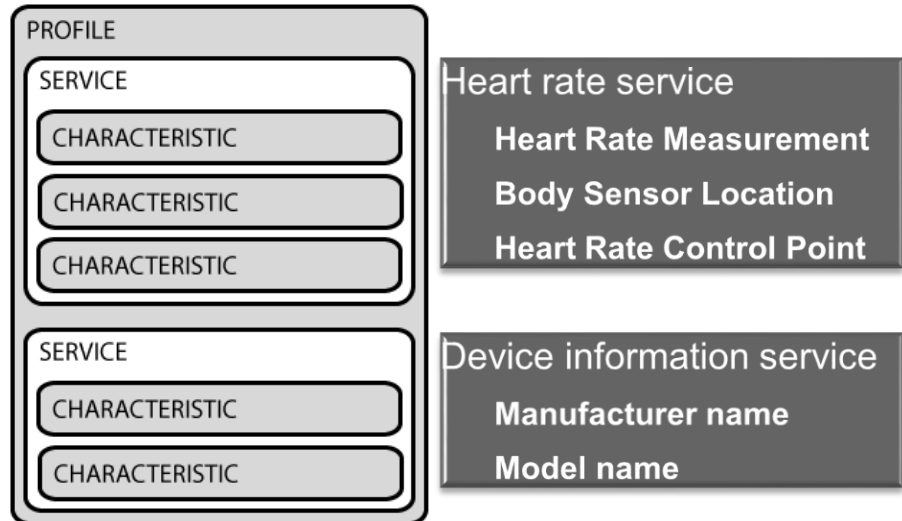 PROFILE
SERVICE
CHARACTERISTIC
CHARACTERISTIC
CHARACTERISTIC
Heart rate service
Heart Rate Measurement
Body Sensor Location
Heart Rate Control Point
SERVICE
CHARACTERISTIC
CHARACTERISTIC
Device information service
Manufacturer name
Model name